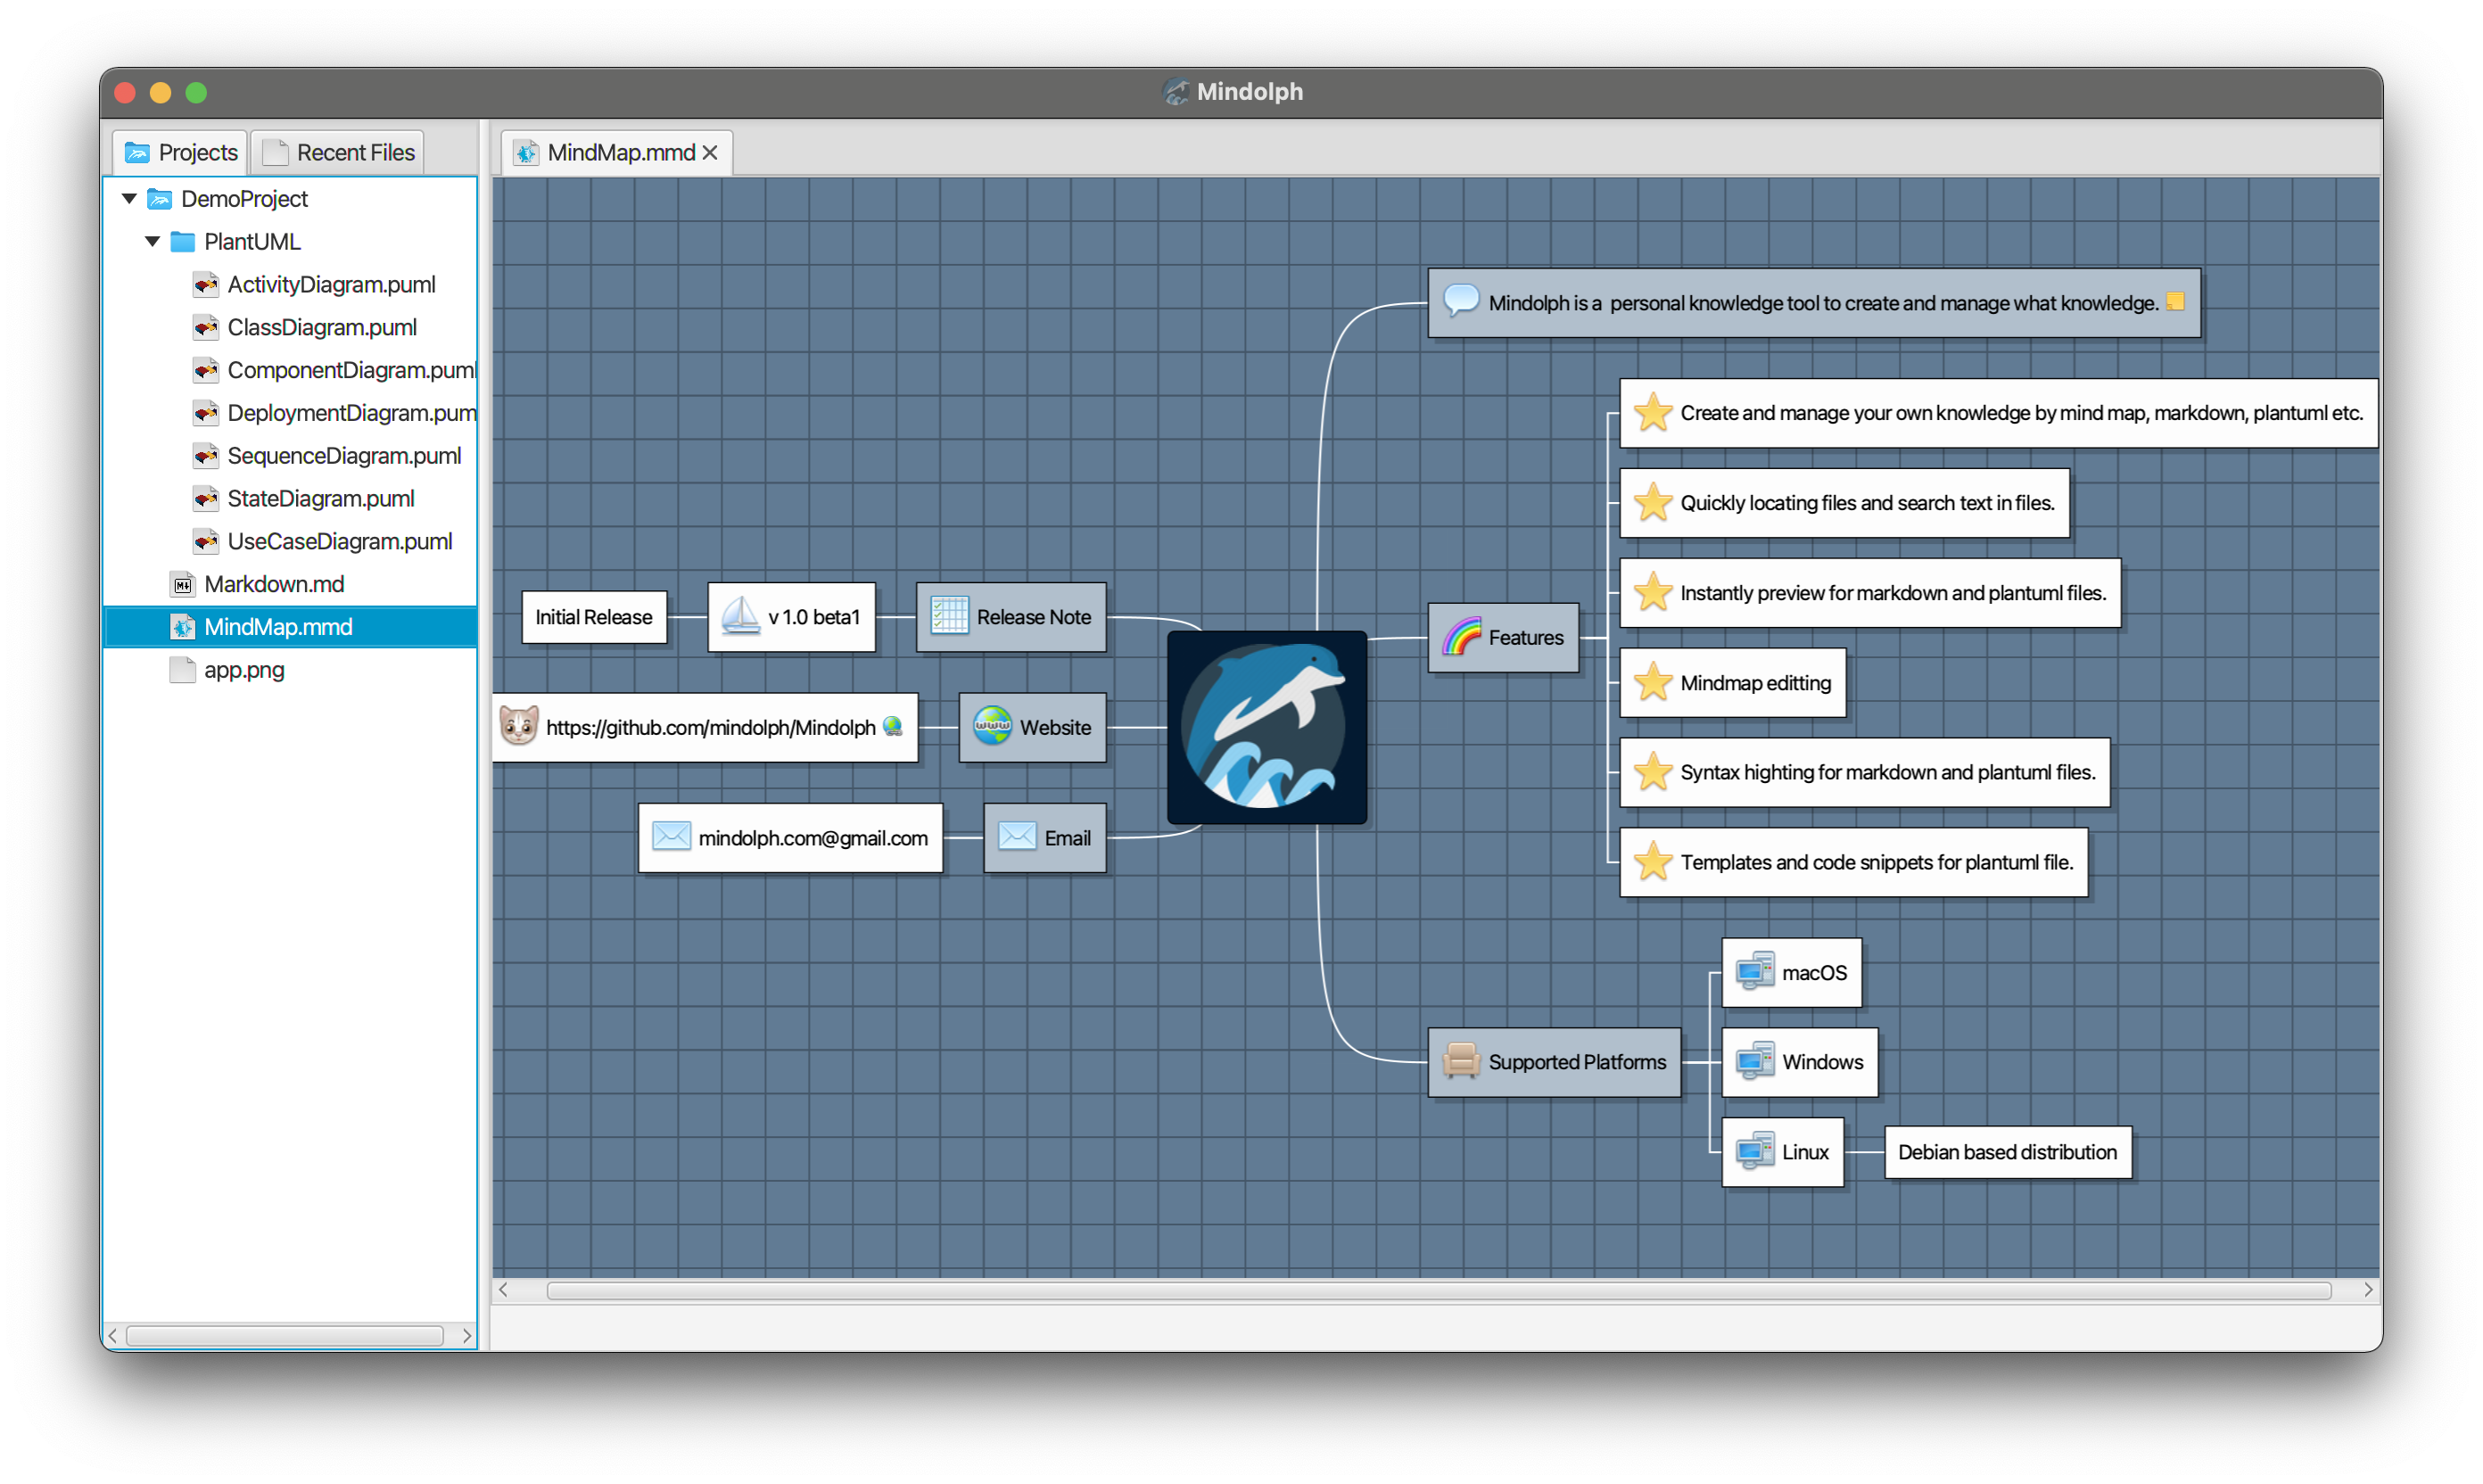 Mindolph
Projects
Recent Files
MindMap.mmd
DemoProject
PlantUML
ActivityDiagram.puml
ClassDiagram.puml
ComponentDiagram.puml
DeploymentDiagram.pum
SequenceDiagram.puml
StateDiagram.puml
UseCaseDiagram.puml
Markdown.md
MindMap.mmd
app.png
Initial Release
v 1.0 beta1
Release Note
https://github.com/mindolph/Mindolph
www
Website
mindolph.com@gmail.com
Email
Mindolph is a  personal knowledge tool to create and manage what knowledge.
Features
Create and manage your own knowledge by mind map, markdown, plantuml etc.
Quickly locating files and search text in files.
Instantly preview for markdown and plantuml files.
Mindmap editting
Syntax highting for markdown and plantuml files.
Templates and code snippets for plantuml file.
Supported Platforms
macOS
Windows
Linux
Debian based distribution